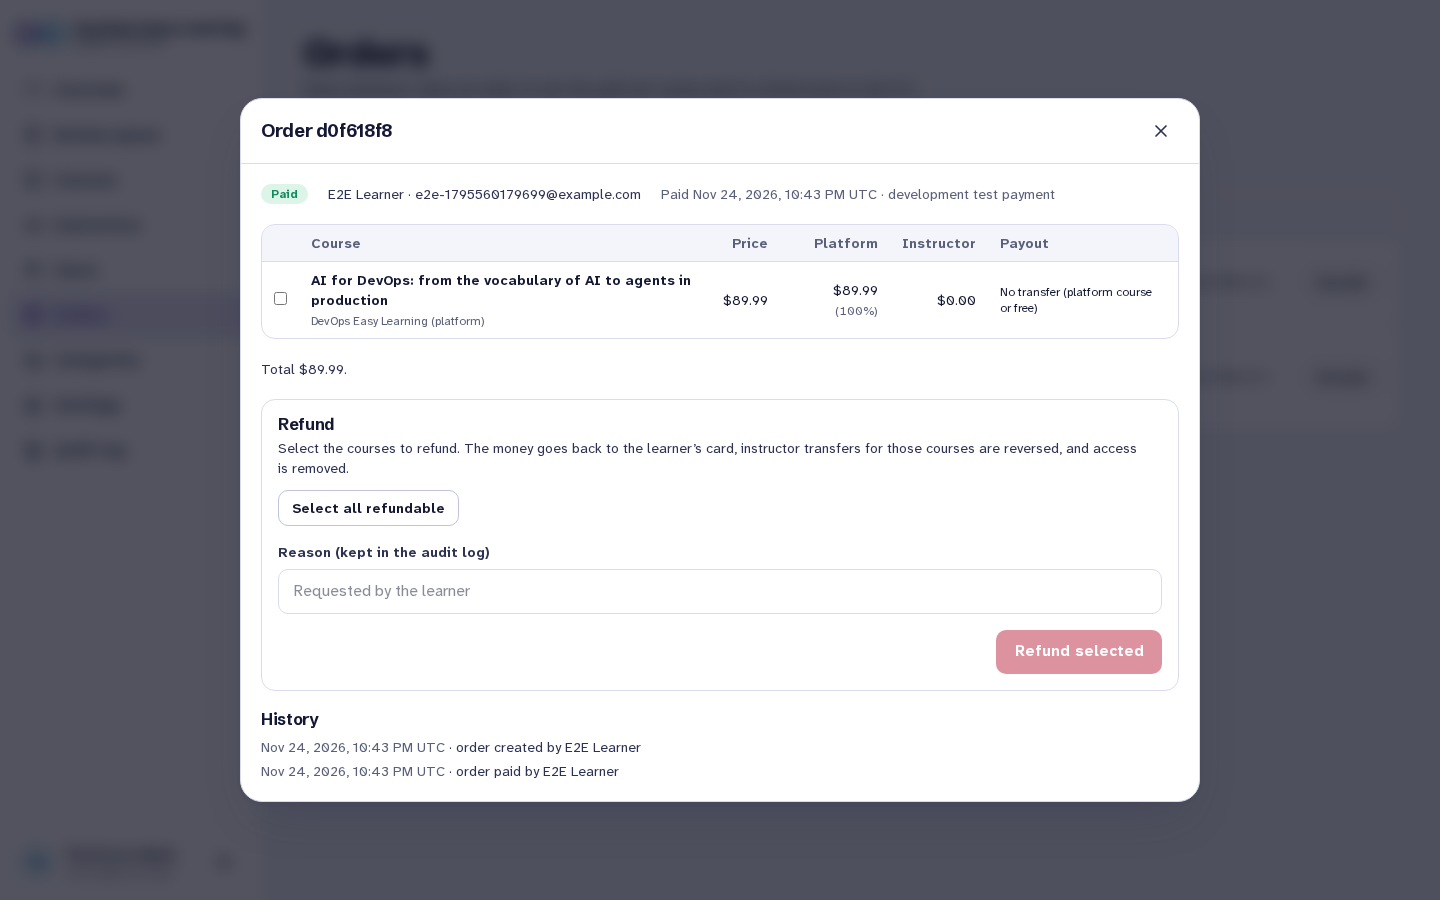 Orders
Order d0f618f8
Paid E2E Learner · e2e-1795560179699@example.com Paid Nov 24, 2026, 10:43 PM UTC · development test payment
Course Price Platform Instructor Payout
AI for DevOps: from the vocabulary of AI to agents in
production
DevOps Easy Learning (platform)
$89.99
$89.99
(100%)
$0.00
No transfer (platform course
or free)
Total $89.99.
Refund
Select the courses to refund. The money goes back to the learner’s card, instructor transfers for those courses are reversed, and access
is removed.
Select all refundable
Reason (kept in the audit log)
Requested by the learner
Refund selected
History
Nov 24, 2026, 10:43 PM UTC · order created by E2E Learner
Nov 24, 2026, 10:43 PM UTC · order paid by E2E Learner